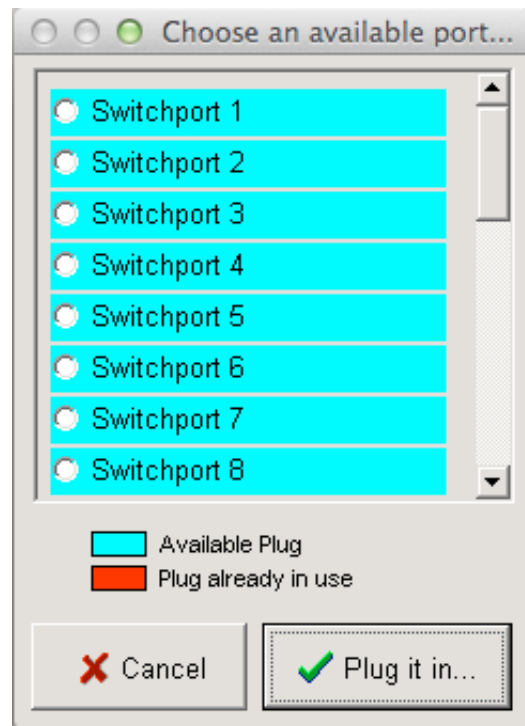 Choose an available port...
Switchport 1
Switchport 2
Switchport 3
Switchport 4
Switchport 5
Switchport 6
Switchport 7
Switchport 8
Available Plug
Plug already in use
Cancel
Plug it in...